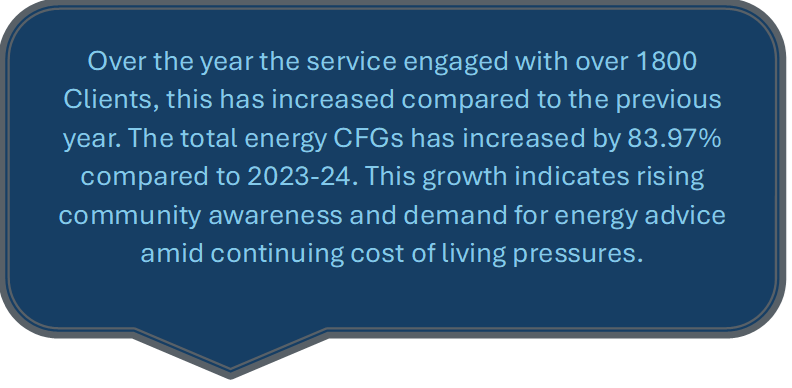 Over the year the service engaged with over 1800
Clients, this has increased compared to the previous
year. The total energy CFGs has increased by 83.97%
compared to 2023-24. This growth indicates rising
community awareness and demand for energy advice
amid continuing cost of living pressures.